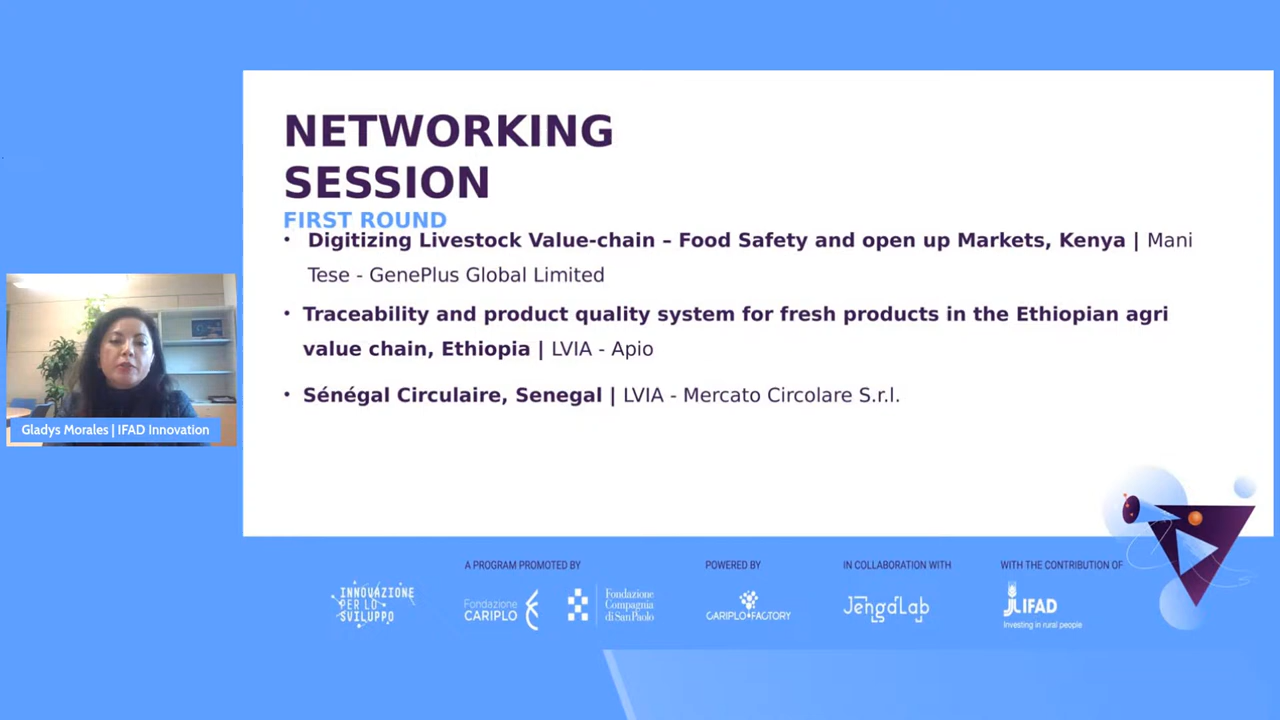 NETWORKING
SESSION
FIRST ROUND
• Digitizing Livestock Value-chain – Food Safety and open up Markets, Kenya | Mani
Tese - GenePlus Global Limited
• Traceability and product quality system for fresh products in the Ethiopian agri
value chain, Ethiopia | LVIA - Apio
• Sénégal Circulaire, Senegal | LVIA - Mercato Circolare S.r.l.
Gladys Morales | IFAD Innovation
A PROGRAM PROMOTED BY
POWERED BY
IN COLLABORATION WITH
WITH THE CONTRIBUTION OF
INNOVAZIONE
PER LO
SVILUPPO
Fondazione
CARIPLO
Fondazione
Compagnia
di SanPaolo
CARIPLO FACTORY
JengaLab
JLIFAD
Investing in rural people